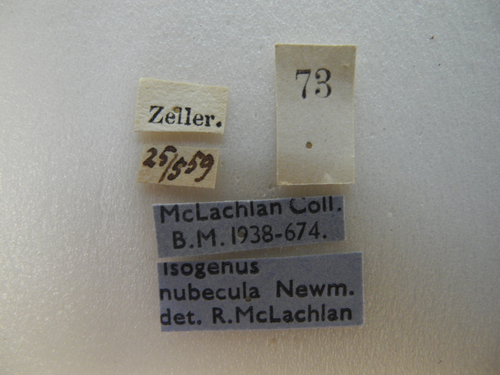 73
Zeller.
25/5 59
McLachlan Coll.
B.M. 1938-674.
Isogenus
nubecula Newm.
det. R.McLachlan